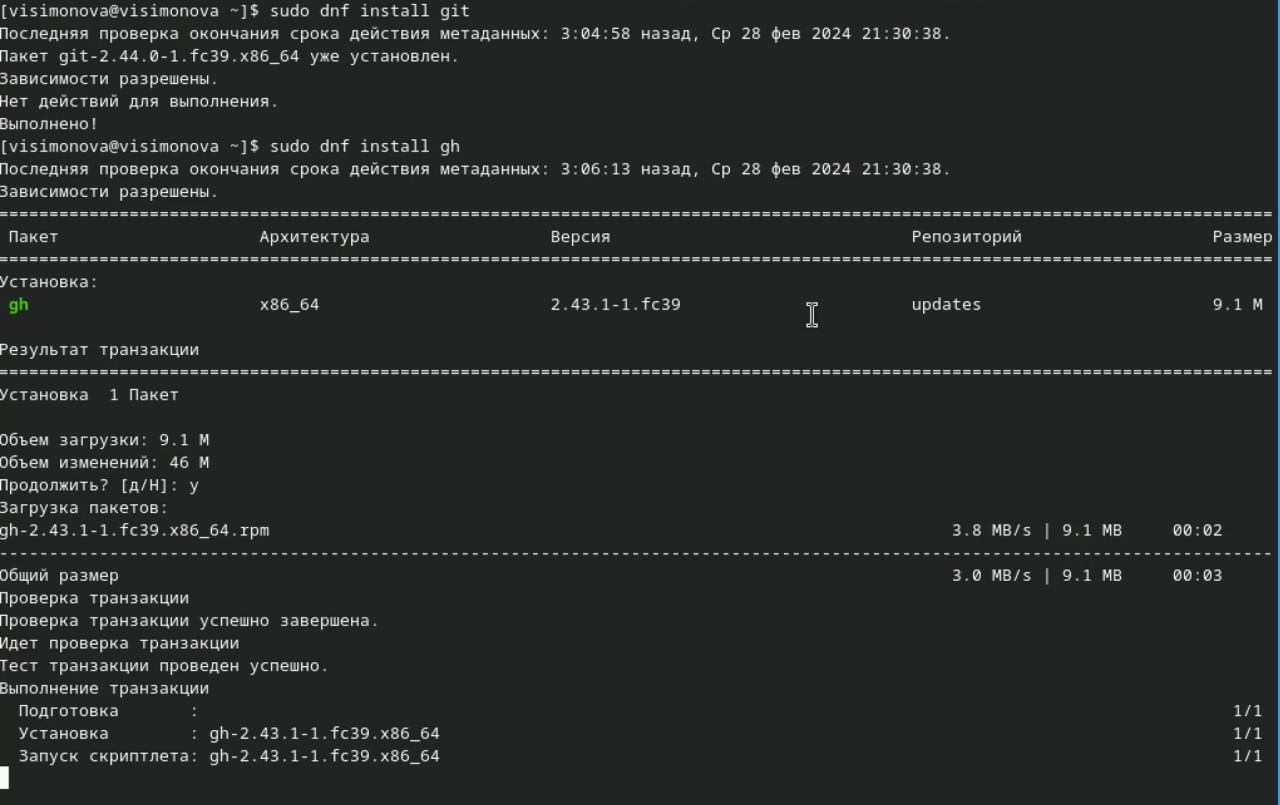 [visimonova@visimonova ~]$ sudo dnf install git
Последняя проверка окончания срока действия метаданных: 3:04:58 назад, Ср 28 фев 2024 21:30:38.
Пакет git-2.44.0-1.fc39.x86_64 уже установлен.
Зависимости разрешены.
Нет действий для выполнения.
Выполнено!
[visimonova@visimonova ~]$ sudo dnf install gh
Последняя проверка окончания срока действия метаданных: 3:06:13 назад, Ср 28 фев 2024 21:30:38.
Зависимости разрешены.
================================================================================================================================
 Пакет                    Архитектура                  Версия                              Репозиторий                   Размер
================================================================================================================================
Установка:
 gh                       x86_64                       2.43.1-1.fc39                       updates                       9.1 M

Результат транзакции
================================================================================================================================
Установка  1 Пакет

Объем загрузки: 9.1 M
Объем изменений: 46 M
Продолжить? [д/Н]: y
Загрузка пакетов:
gh-2.43.1-1.fc39.x86_64.rpm                                                                    3.8 MB/s | 9.1 MB     00:02
--------------------------------------------------------------------------------------------------------------------------------
Общий размер                                                                                   3.0 MB/s | 9.1 MB     00:03
Проверка транзакции
Проверка транзакции успешно завершена.
Идет проверка транзакции
Тест транзакции проведен успешно.
Выполнение транзакции
  Подготовка       :                                                                                                        1/1
  Установка        : gh-2.43.1-1.fc39.x86_64                                                                                1/1
  Запуск скриптлета: gh-2.43.1-1.fc39.x86_64                                                                                1/1